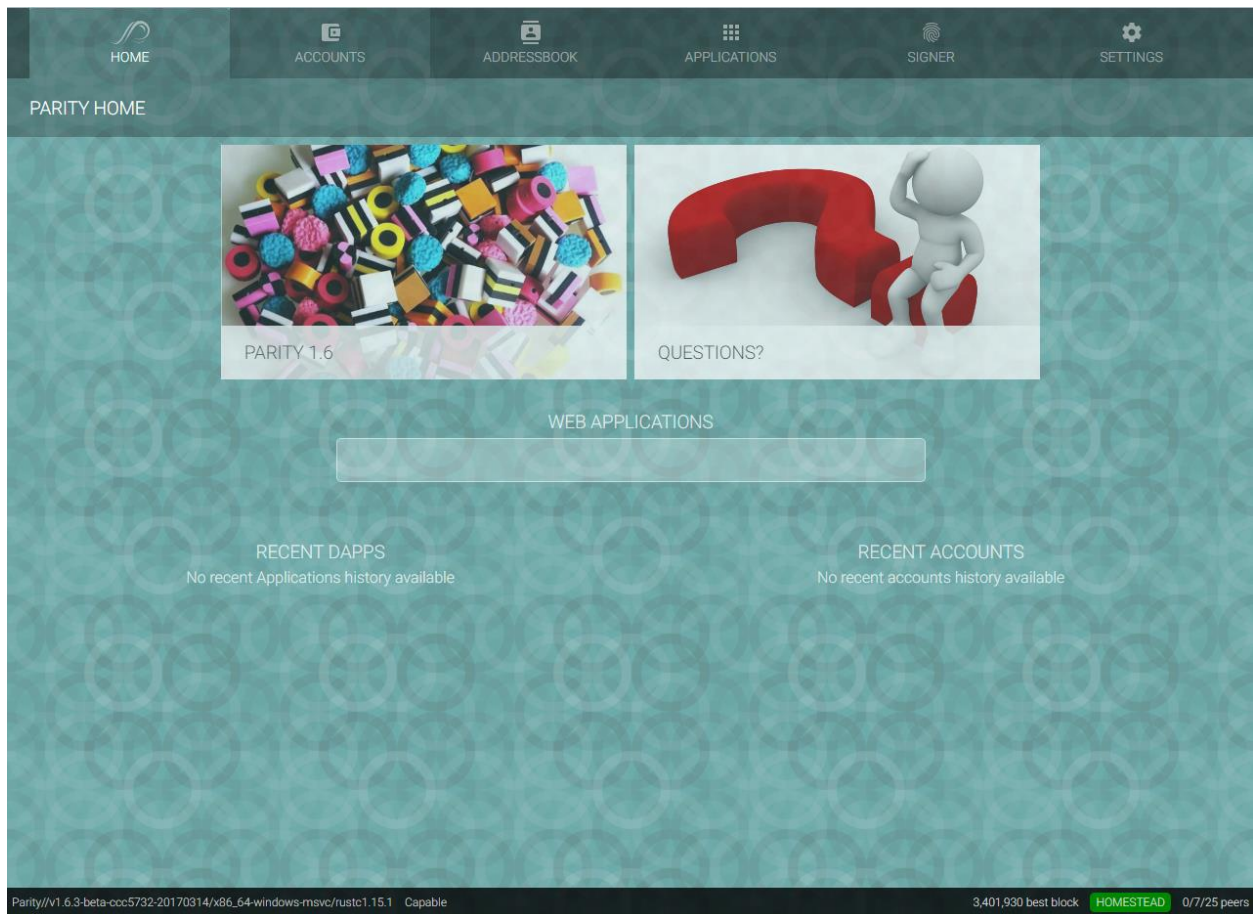 HOME
ACCOUNTS
ADDRESSBOOK
APPLICATIONS
SIGNER
SETTINGS
PARITY HOME
PARITY 1.6
QUESTIONS?
WEB APPLICATIONS
RECENT DAPPS
No recent Applications history available
RECENT ACCOUNTS
No recent accounts history available
Parity//v1.6.3-beta-ccc5732-20170314/x86_64-windows-msvc/rustc1.15.1 Capable
3,401,930 best block HOMESTEAD 0/7/25 peers